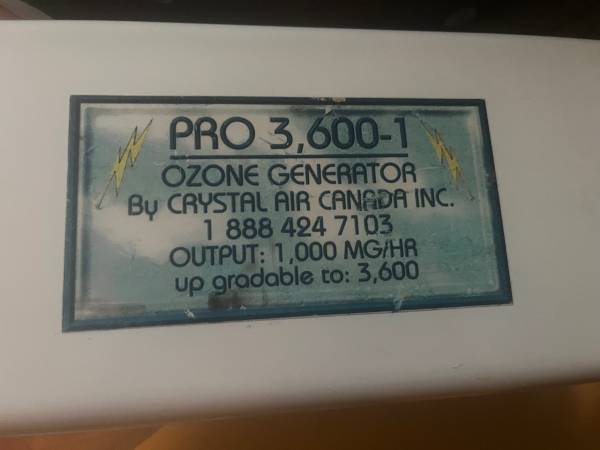 PRO 3,600-1
OZONE GENERATOR
By CRYSTAL AIR CANADA INC.
1 888 424 7103
OUTPUT: 1,000 MG/HR
up gradable to: 3,600